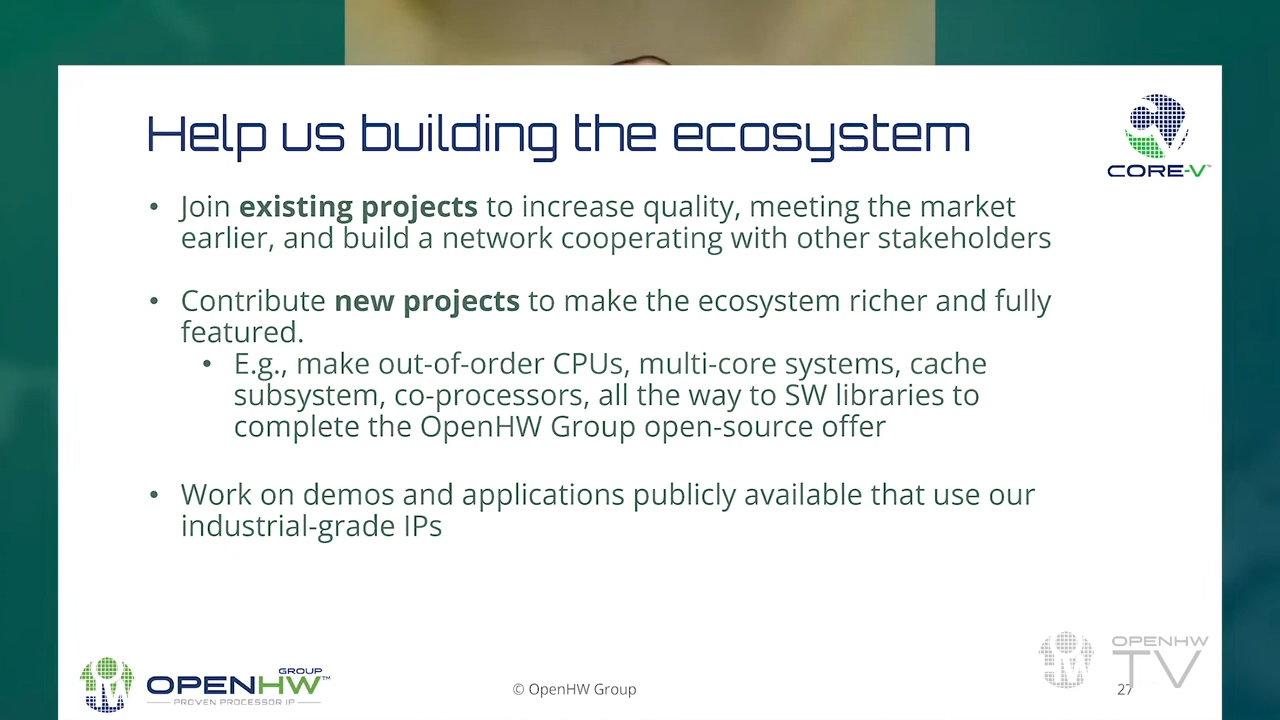 Help us building the ecosystem
CORE-V™
• Join existing projects to increase quality, meeting the market
earlier, and build a network cooperating with other stakeholders
• Contribute new projects to make the ecosystem richer and fully
featured.
• E.g., make out-of-order CPUs, multi-core systems, cache
subsystem, co-processors, all the way to SW libraries to
complete the OpenHW Group open-source offer
• Work on demos and applications publicly available that use our
industrial-grade IPs
GROUP
OPENHW™
PROVEN PROCESSOR IP
© OpenHW Group
OPENHW
TV
27